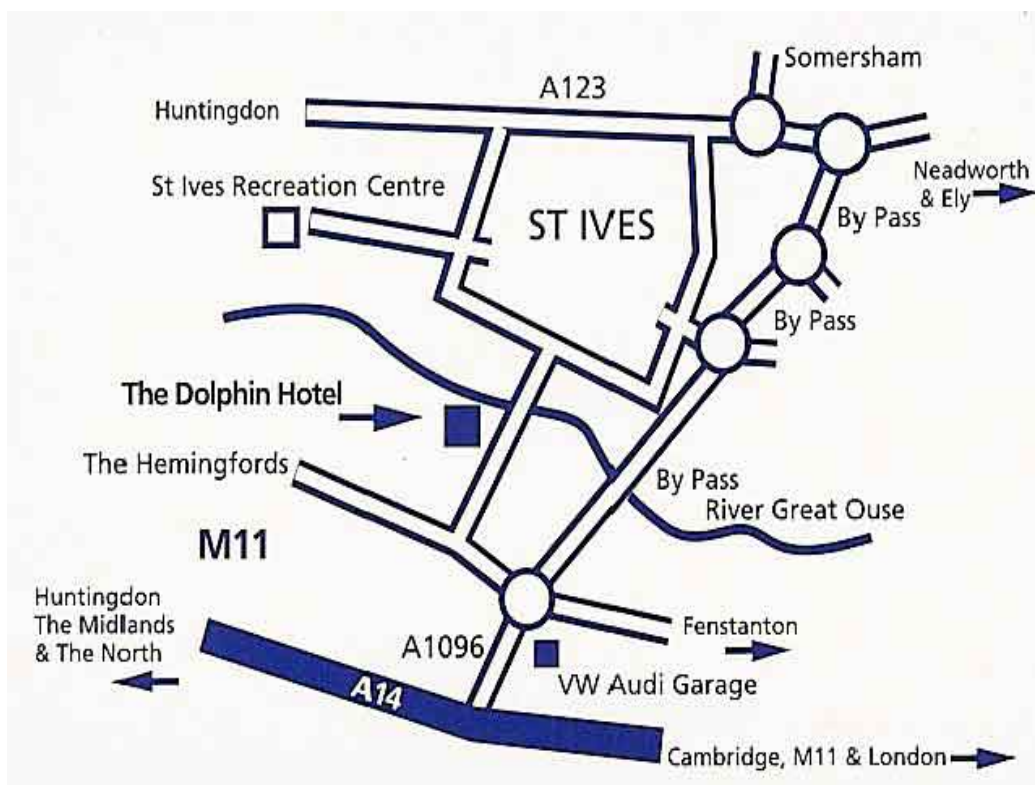 Somersham
A123
Huntingdon
Neadworth
& Ely
St Ives Recreation Centre
ST IVES
By Pass
By Pass
The Dolphin Hotel
The Hemingfords
By Pass
River Great Ouse
M11
Huntingdon
The Midlands
& The North
A1096
Fenstanton
VW Audi Garage
A14
Cambridge, M11 & London